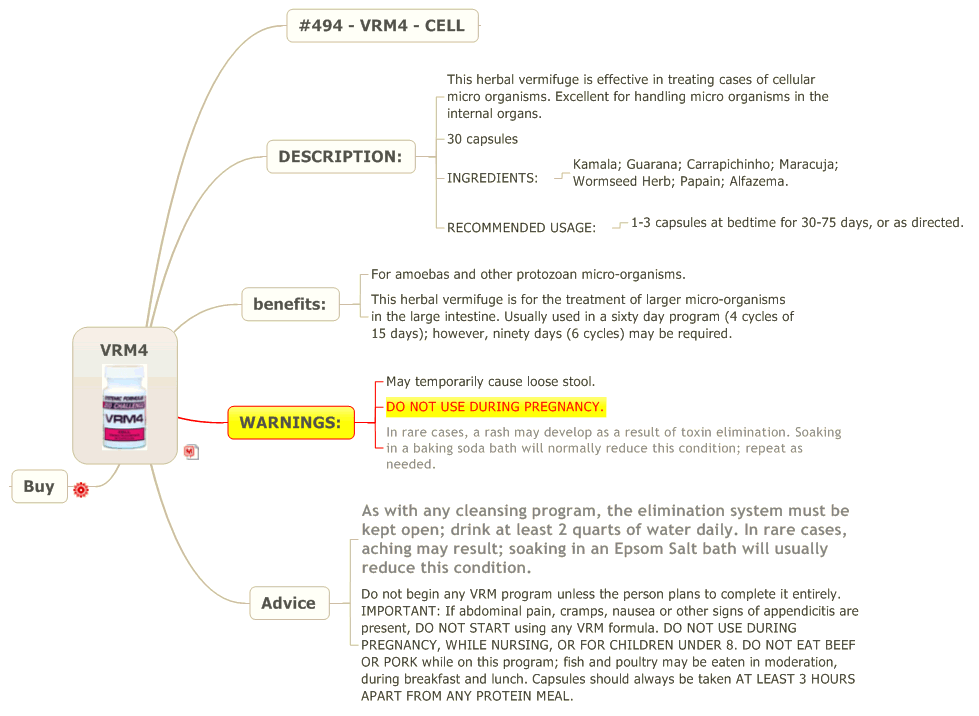 #494 - VRM4 - CELL
This herbal vermifuge is effective in treating cases of cellular
micro organisms. Excellent for handling micro organisms in the
internal organs.
30 capsules
DESCRIPTION:
INGREDIENTS:
Kamala; Guarana; Carrapichinho; Maracuja;
Wormseed Herb; Papain; Alfazema.
RECOMMENDED USAGE:
1-3 capsules at bedtime for 30-75 days, or as directed.
benefits:
For amoebas and other protozoan micro-organisms.
This herbal vermifuge is for the treatment of larger micro-organisms
in the large intestine. Usually used in a sixty day program (4 cycles of
15 days); however, ninety days (6 cycles) may be required.
VRM4
SYSTEMIC FORMULAS
BIO CHALLENGE
VRM4
WARNINGS:
May temporarily cause loose stool.
DO NOT USE DURING PREGNANCY.
In rare cases, a rash may develop as a result of toxin elimination. Soaking
in a baking soda bath will normally reduce this condition; repeat as
needed.
Buy
Advice
As with any cleansing program, the elimination system must be
kept open; drink at least 2 quarts of water daily. In rare cases,
aching may result; soaking in an Epsom Salt bath will usually
reduce this condition.
Do not begin any VRM program unless the person plans to complete it entirely.
IMPORTANT: If abdominal pain, cramps, nausea or other signs of appendicitis are
present, DO NOT START using any VRM formula. DO NOT USE DURING
PREGNANCY, WHILE NURSING, OR FOR CHILDREN UNDER 8. DO NOT EAT BEEF
OR PORK while on this program; fish and poultry may be eaten in moderation,
during breakfast and lunch. Capsules should always be taken AT LEAST 3 HOURS
APART FROM ANY PROTEIN MEAL.